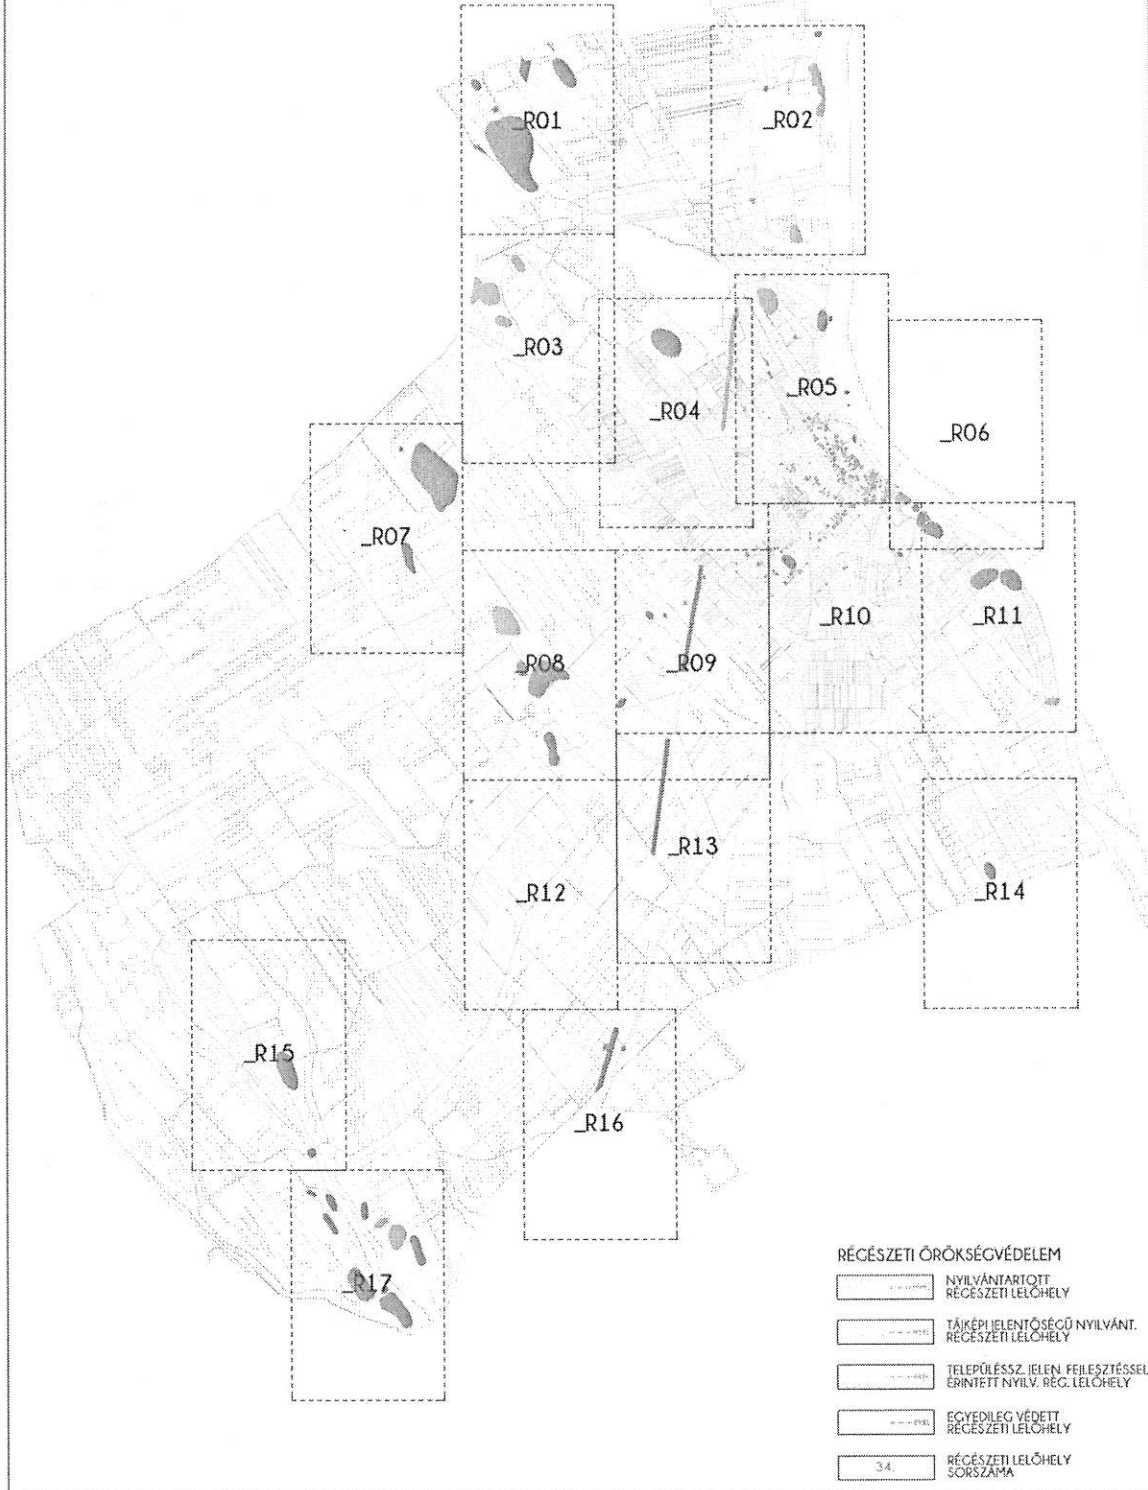 _R01
_R02
_R03
_R04
_R05
_R06
_R07
_R08
_R09
_R10
_R11
_R12
_R13
_R14
_R15
_R16
_R17
RÉGÉSZETI ÖRÖKSÉGVÉDELEM
NYILVÁNTARTOTT
RÉGÉSZETI LELŐHELY
TÁJKÉPI JELENTŐSÉGŰ NYILVÁNT.
RÉGÉSZETI LELŐHELY
TELEPÜLÉSSZ. JELEN. FEJLESZTÉSSEL
ÉRINTETT NYILV. RÉG. LELŐHELY
EGYEDILEG VÉDETT
RÉGÉSZETI LELŐHELY
34.
RÉGÉSZETI LELŐHELY
SORSZÁMA